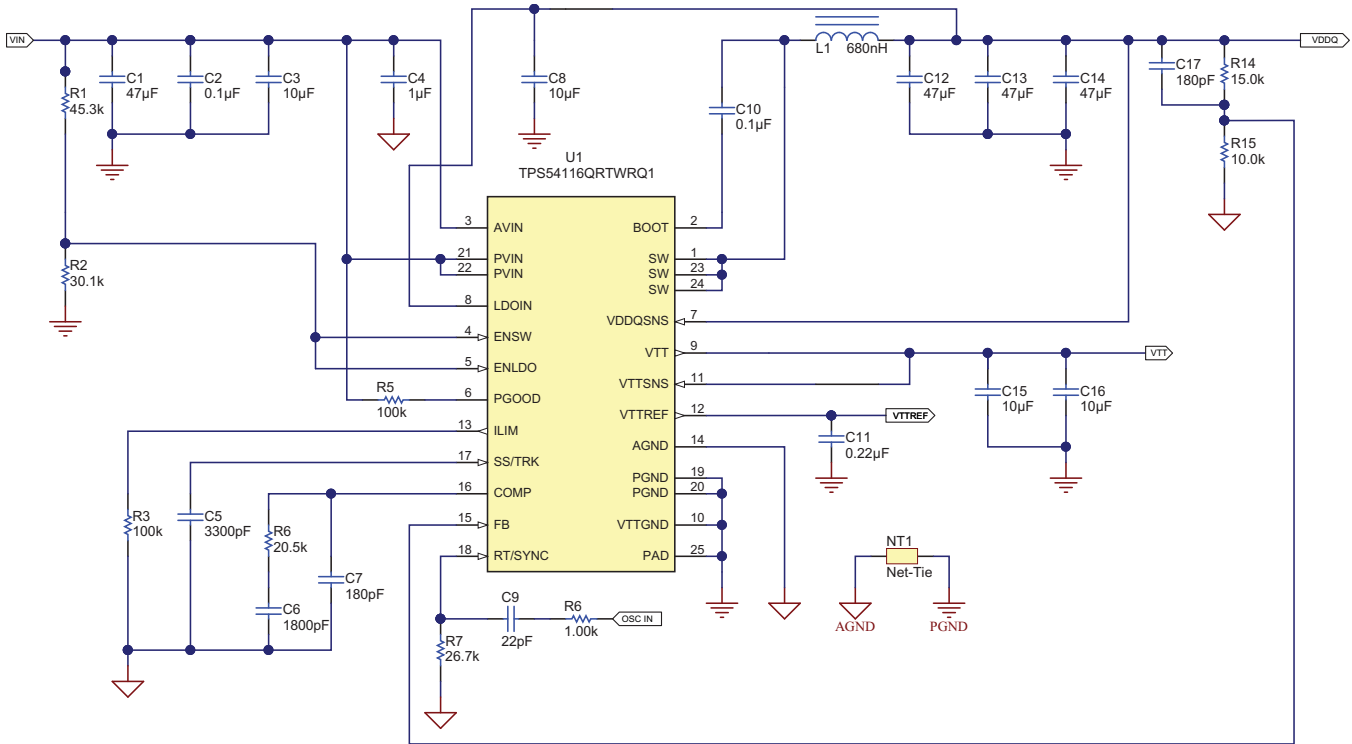 VIN
R1
45.3k
C1
47µF
C2
0.1µF
C3
10µF
C4
1µF
C8
10µF
C10
0.1µF
L1 680nH
C12
47µF
C13
47µF
C14
47µF
C17
180pF
R14
15.0k
VDDQ
R15
10.0k
R2
30.1k
U1
TPS54116QRTWRQ1
3 AVIN
21 PVIN
22 PVIN
8 LDOIN
4 ENSW
5 ENLDO
6 PGOOD
13 ILIM
17 SS/TRK
16 COMP
15 FB
18 RT/SYNC
BOOT 2
SW 1
SW 23
SW 24
VDDQSNS 7
VTT 9
VTTSNS 11
VTTREF 12
AGND 14
PGND 19
PGND 20
VTTGND 10
PAD 25
R5
100k
VTT
C15
10µF
C16
10µF
VTTREF
C11
0.22µF
R3
100k
C5
3300pF
R6
20.5k
C6
1800pF
C7
180pF
R7
26.7k
C9
22pF
R6
1.00k
OSC IN
NT1
Net-Tie
AGND
PGND